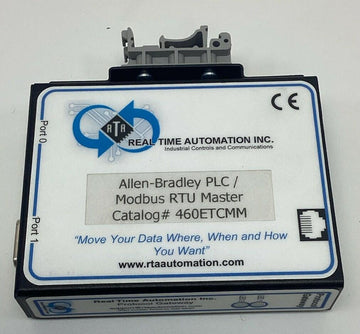 Port 0
Port 1
RTA
REAL TIME AUTOMATION INC.
Industrial Controls and Communications
CE
Allen-Bradley PLC /
Modbus RTU Master
Catalog# 460ETCMM
"Move Your Data Where, When and How
You Want"
www.rtaautomation.com
Real Time Automation Inc.
Protocol Gateway